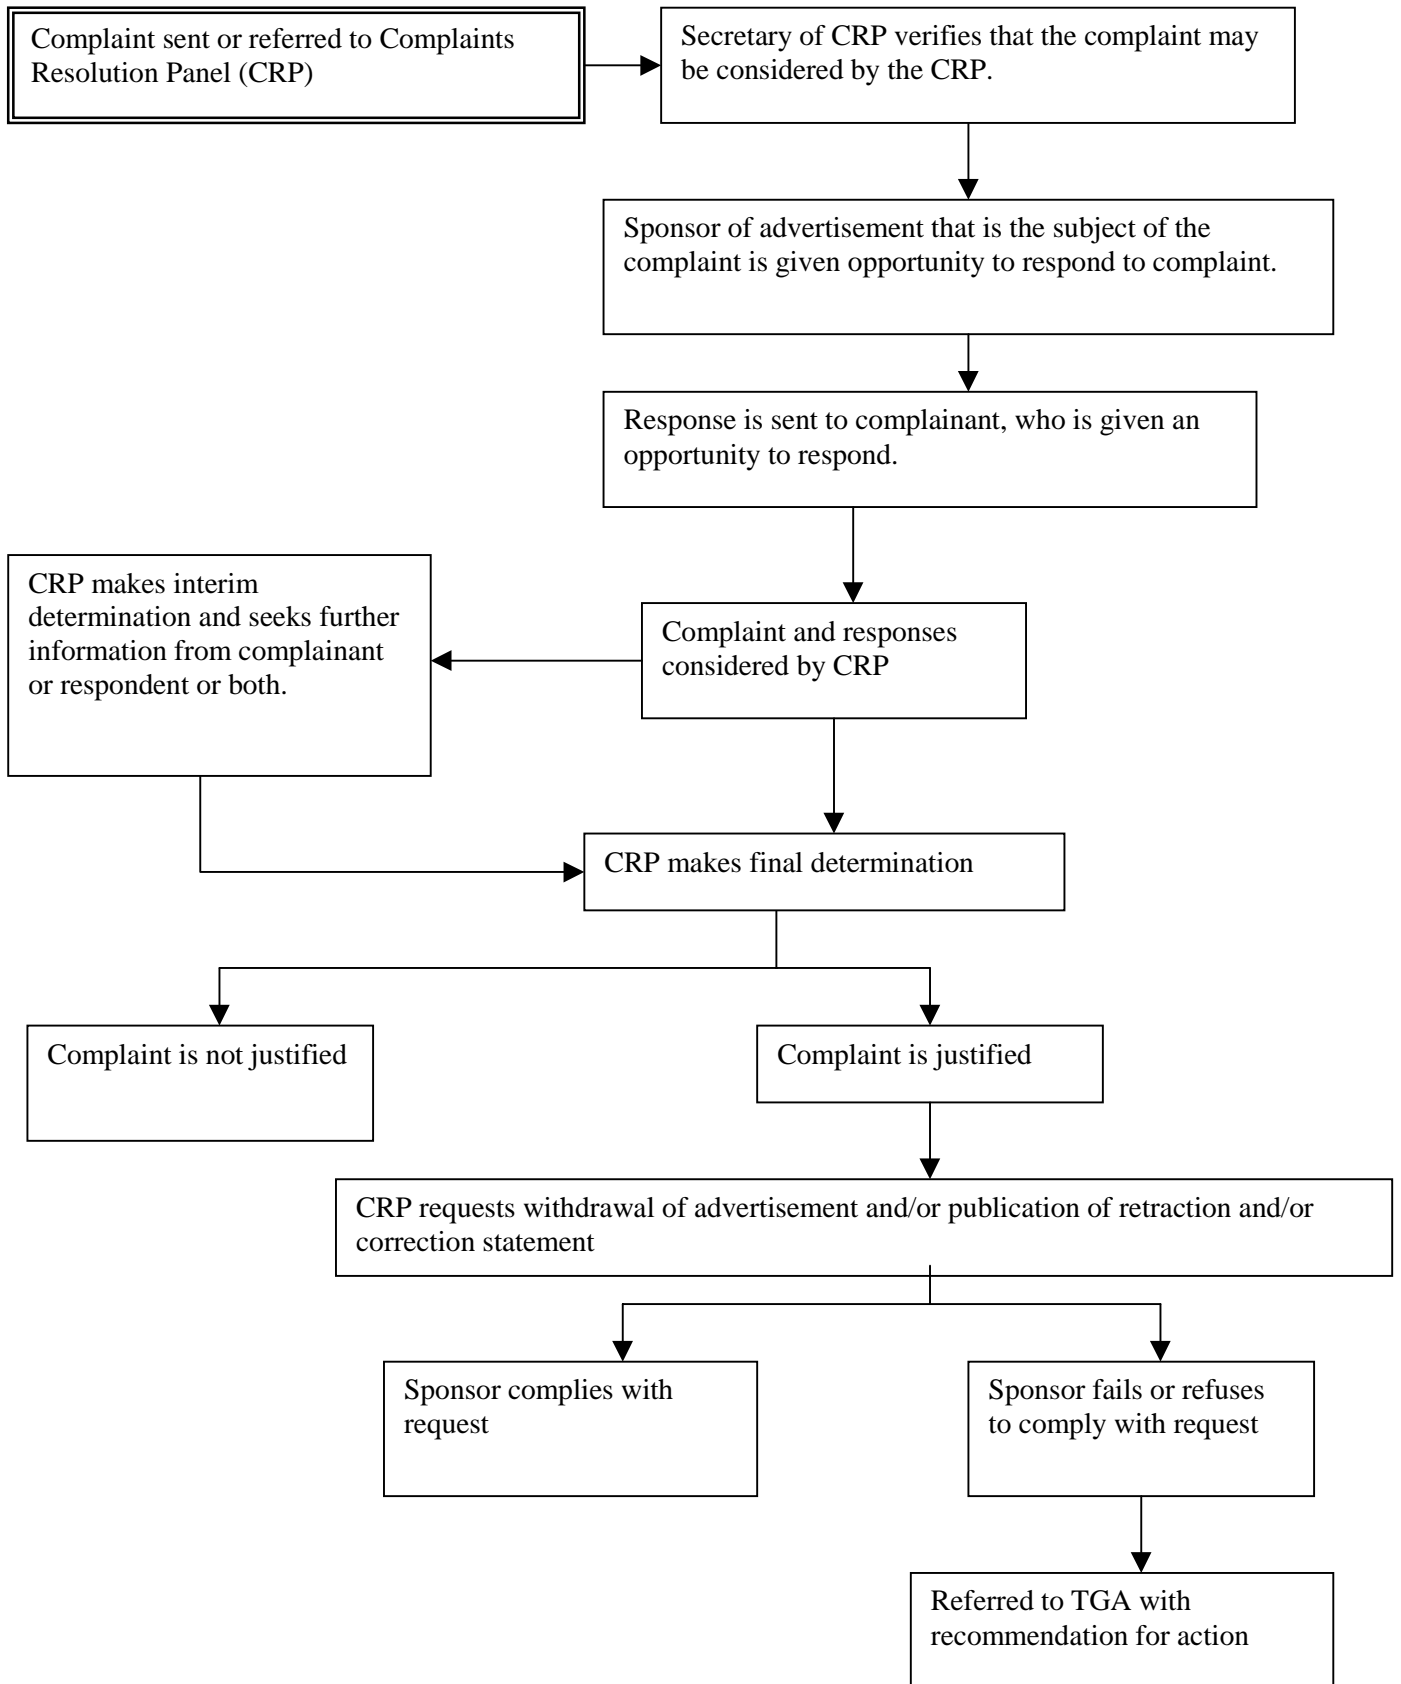 Complaint sent or referred to Complaints
Resolution Panel (CRP)
Secretary of CRP verifies that the complaint may
be considered by the CRP.
Sponsor of advertisement that is the subject of the
complaint is given opportunity to respond to complaint.
Response is sent to complainant, who is given an
opportunity to respond.
CRP makes interim
determination and seeks further
information from complainant
or respondent or both.
Complaint and responses
considered by CRP
CRP makes final determination
Complaint is not justified
Complaint is justified
CRP requests withdrawal of advertisement and/or publication of retraction and/or
correction statement
Sponsor complies with
request
Sponsor fails or refuses
to comply with request
Referred to TGA with
recommendation for action